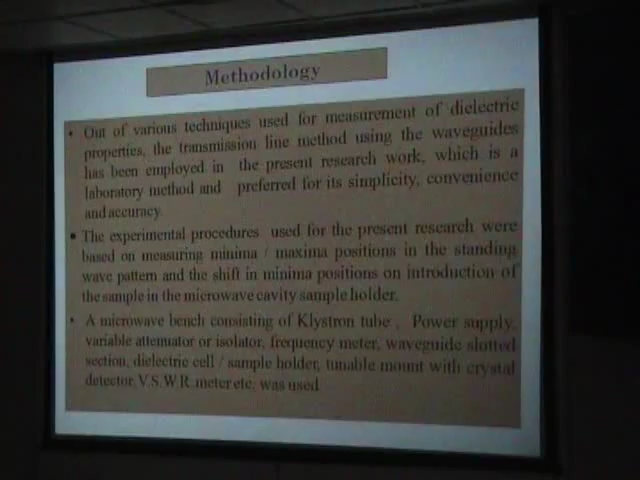 Methodology
• Out of various techniques used for measurement of dielectric
properties, the transmission line method using the waveguides
has been employed in the present research work, which is a
laboratory method and preferred for its simplicity, convenience
and accuracy
• The experimental procedures used for the present research were
based on measuring minima / maxima positions in the standing
wave pattern and the shift in minima positions on introduction of
the sample in the microwave cavity sample holder.
• A microwave bench consisting of Klystron tube , Power supply,
variable attenuator or isolator, frequency meter, waveguide slotted
section, dielectric cell / sample holder, tunable mount with crystal
detector, V.S.W.R. meter etc. was used